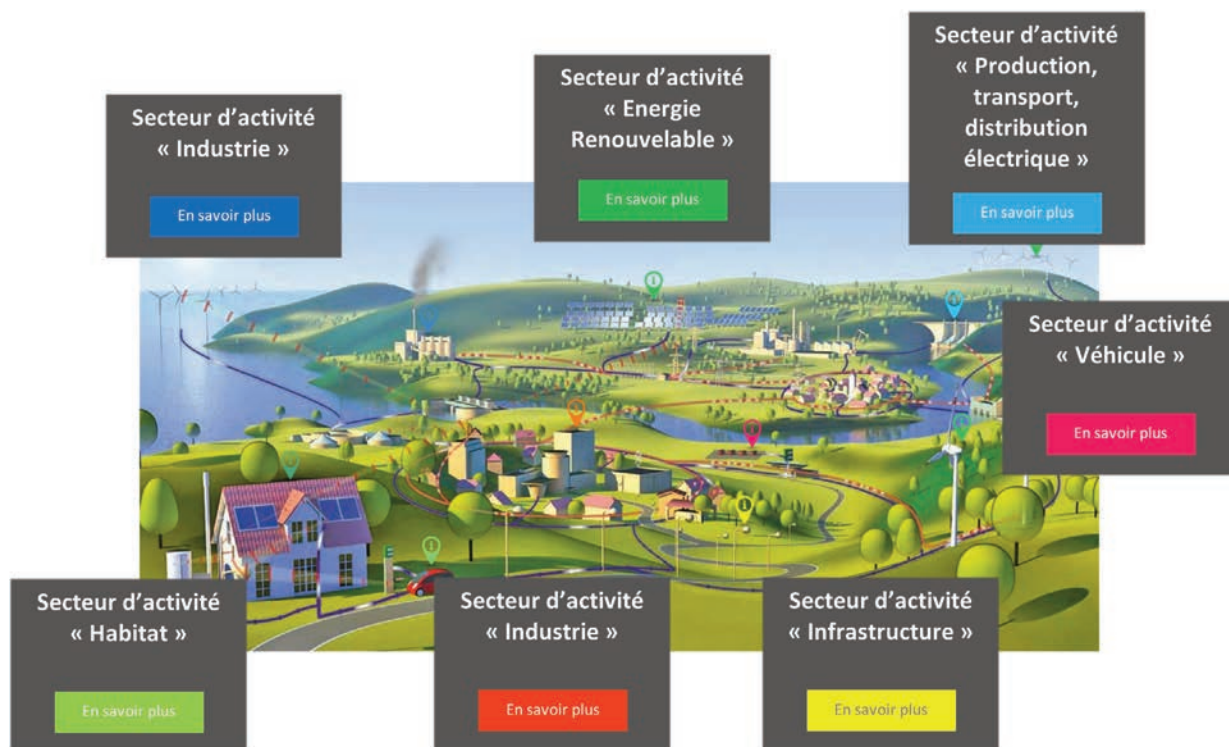 Secteur d'activité
« Industrie »
En savoir plus
Secteur d'activité
« Energie
Renouvelable »
En savoir plus
Secteur d'activité
« Production,
transport,
distribution
électrique »
En savoir plus
Secteur d'activité
« Véhicule »
En savoir plus
Secteur d'activité
« Habitat »
En savoir plus
Secteur d'activité
« Industrie »
En savoir plus
Secteur d'activité
« Infrastructure »
En savoir plus